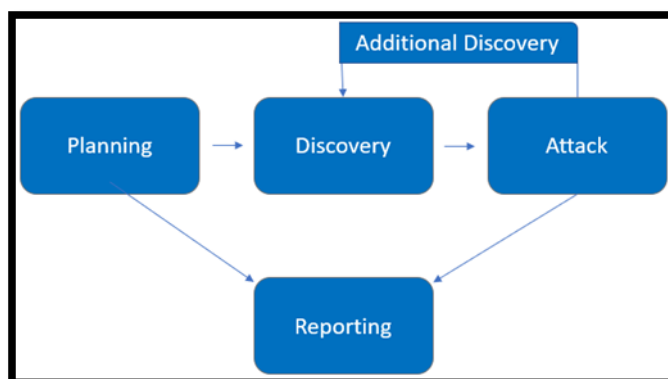 Additional Discovery
Planning
Discovery
Attack
Reporting